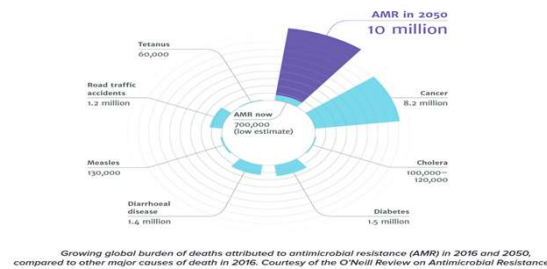 AMR in 2050
10 million
Tetanus
60,000
Road traffic
accidents
1.2 million
AMR now
700,000
(low estimate)
Cancer
8.2 million
Measles
130,000
Cholera
100,000–
120,000
Diarrhoeal
disease
1.4 million
Diabetes
1.5 million
Growing global burden of deaths attributed to antimicrobial resistance (AMR) in 2016 and 2050,
compared to other major causes of death in 2016. Courtesy of the O'Neill Review on Antimicrobial Resistance